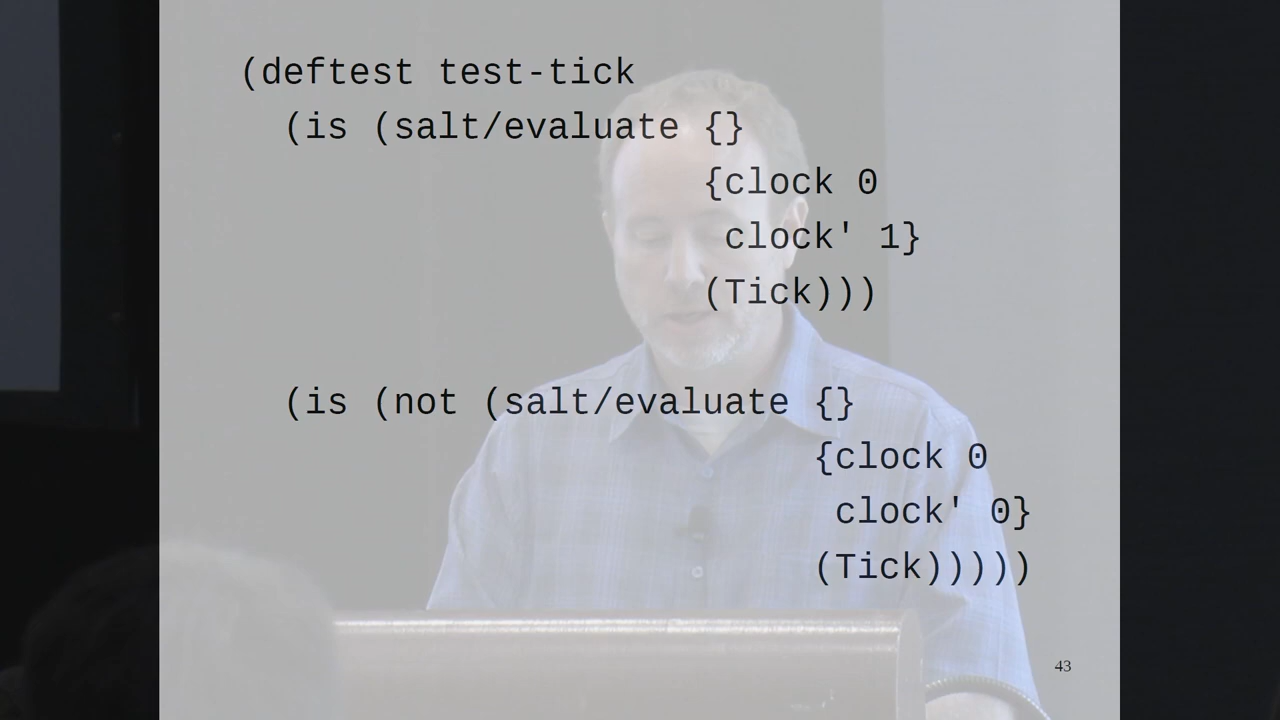 (deftest test-tick
(is (salt/evaluate {}
{clock 0
clock' 1}
(Tick)))
(is (not (salt/evaluate {}
{clock 0
clock' 0}
(Tick)))))
43